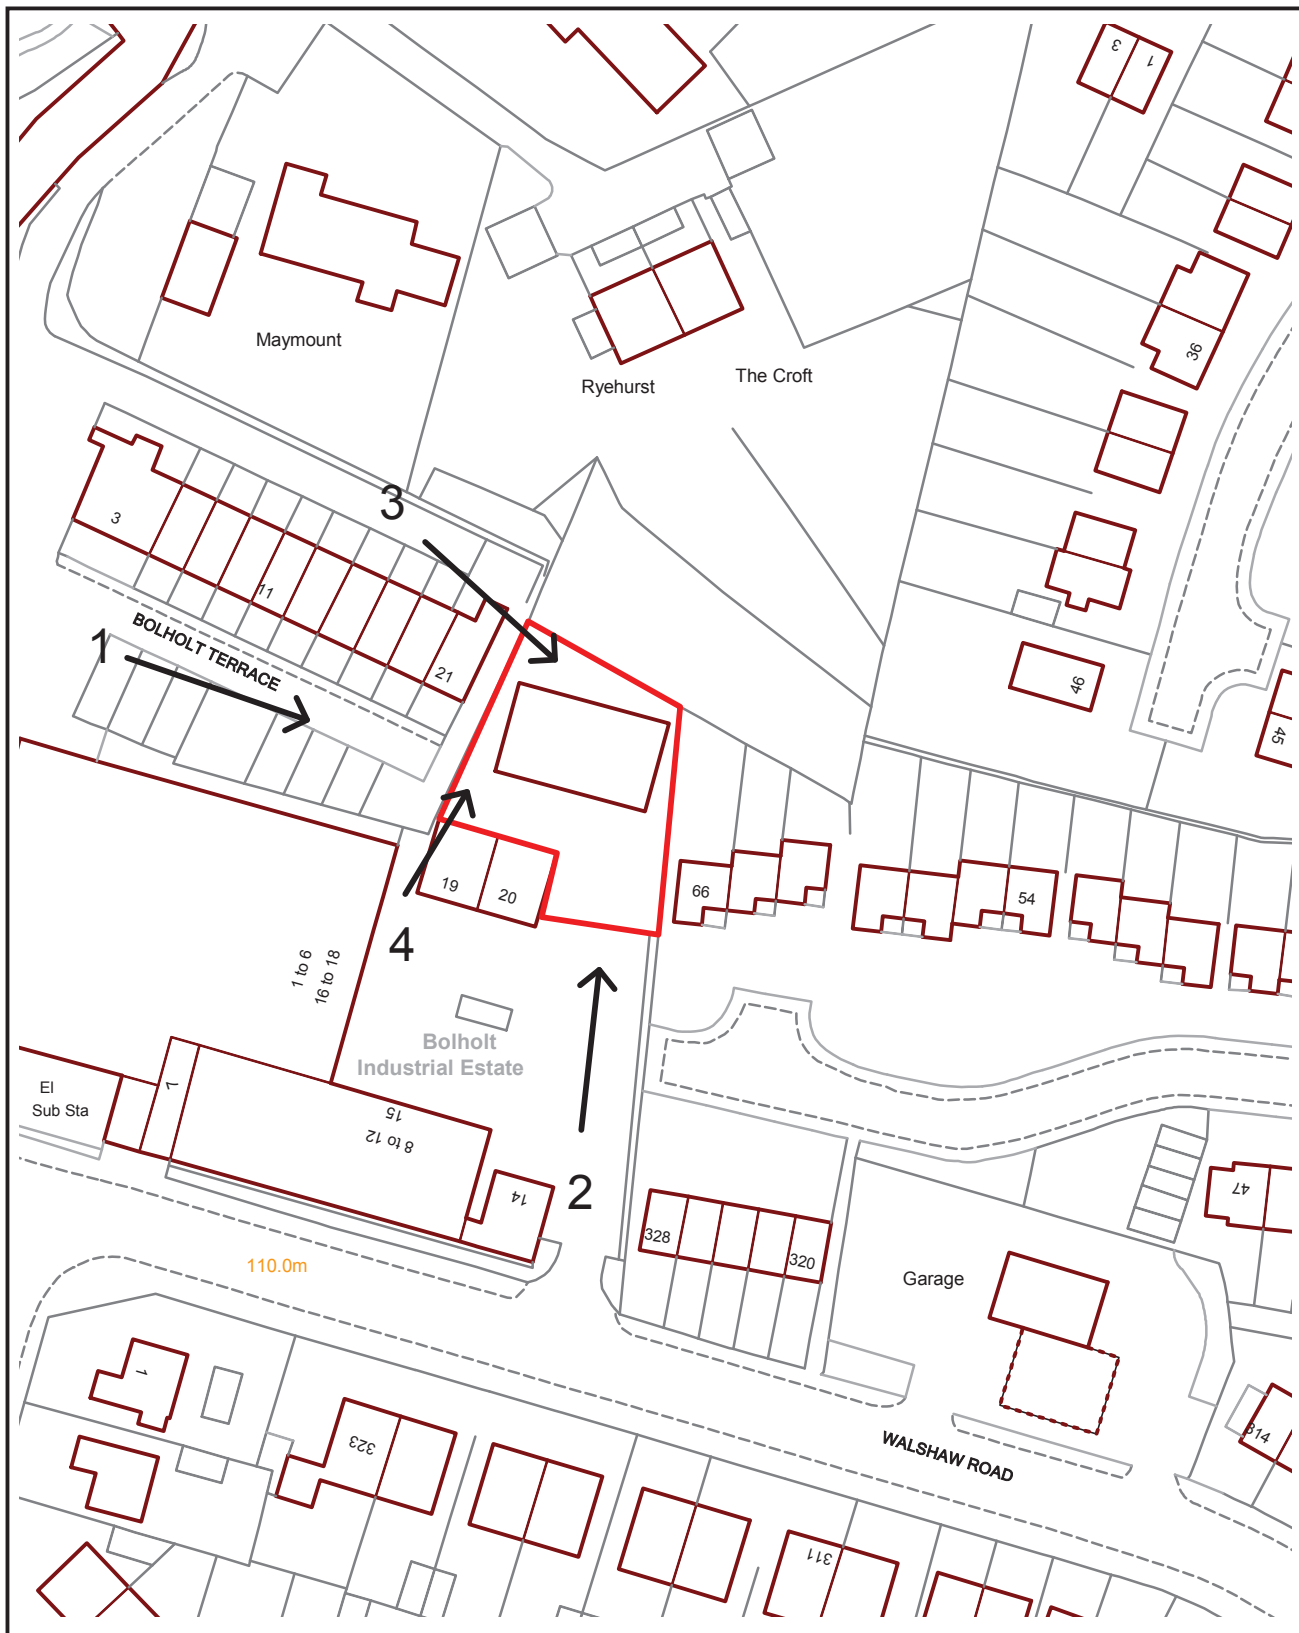 3
1
Maymount
Ryehurst
The Croft
36
3
3
11
BOLHOLT TERRACE
1
21
46
45
19
20
66
54
4
1 to 6
16 to 18
Bolholt
Industrial Estate
El
Sub Sta
7
15
8 to 12
14
2
47
328
320
110.0m
Garage
1
323
WALSHAW ROAD
314
311